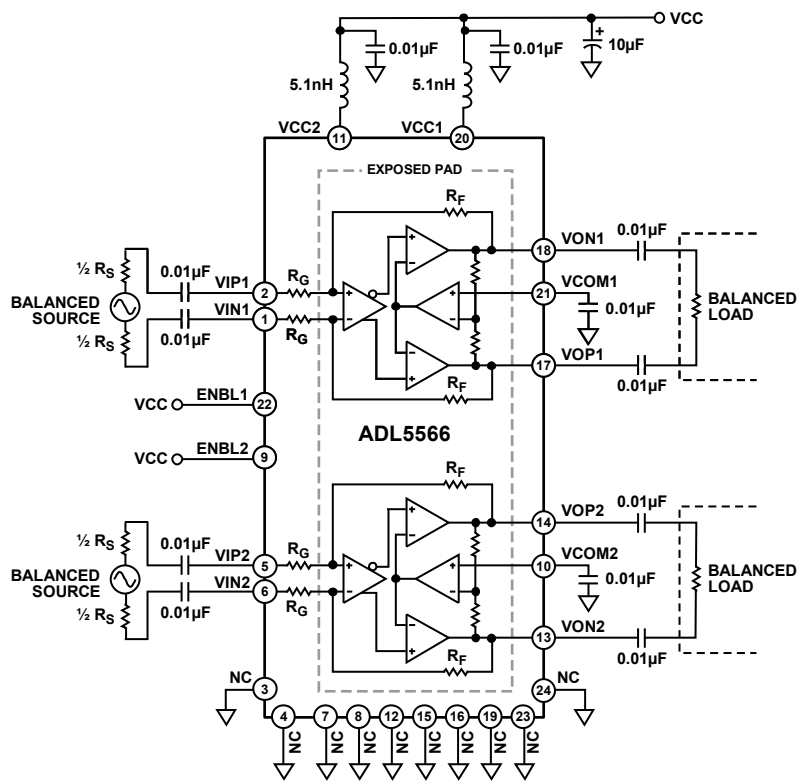 VCC
0.01µF
0.01µF
10µF
+
5.1nH
5.1nH
VCC2
11
VCC1
20
EXPOSED PAD
RF
½ RS
0.01µF
VIP1
2
RG
BALANCED
SOURCE
VIN1
1
RG
½ RS
0.01µF
+
−
+
−
+
−
−
+
18
VON1
0.01µF
21
VCOM1
0.01µF
BALANCED
LOAD
17
VOP1
0.01µF
RF
VCC
ENBL1
22
VCC
ENBL2
9
ADL5566
RF
½ RS
0.01µF
VIP2
5
RG
BALANCED
SOURCE
VIN2
6
RG
½ RS
0.01µF
+
−
+
−
+
−
−
+
14
VOP2
0.01µF
10
VCOM2
0.01µF
BALANCED
LOAD
13
VON2
0.01µF
RF
NC
3
24
NC
4
7
8
12
15
16
19
23
NC
NC
NC
NC
NC
NC
NC
NC